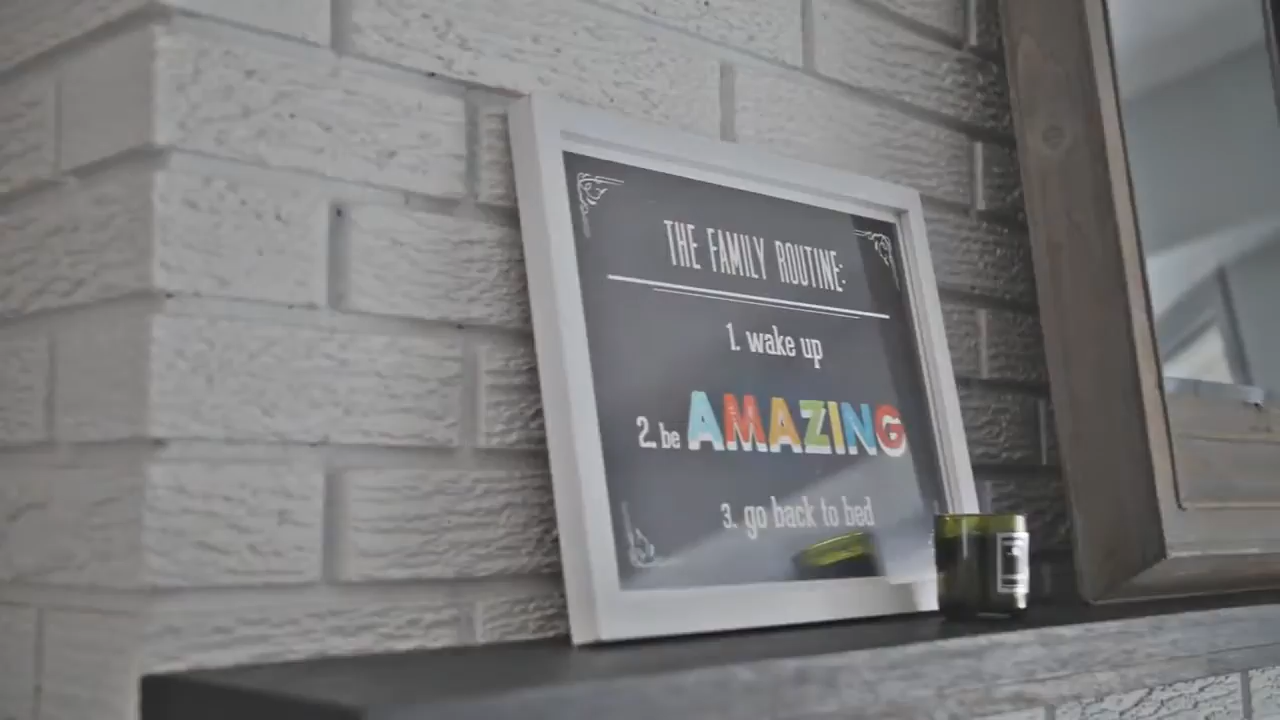 THE FAMILY ROUTINE:
1. wake up
2. be AMAZING
3. go back to bed